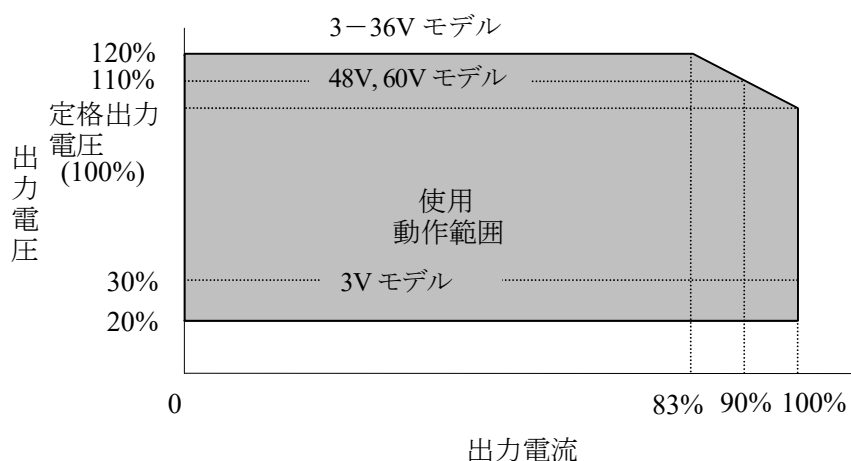 3－36V モデル
120%
110%
48V, 60V モデル
定格出力
電圧
(100%)
出力電圧
使用
動作範囲
30%
3V モデル
20%
0
83%
90%
100%
出力電流